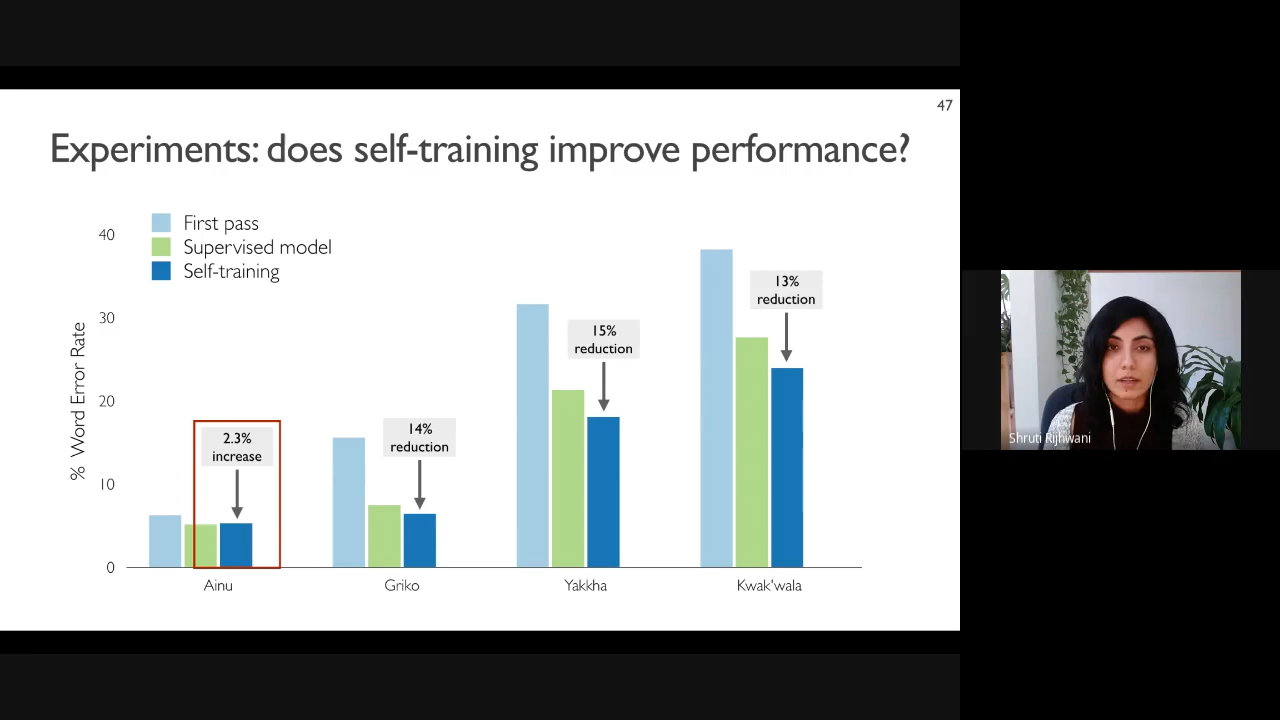 47
Experiments: does self-training improve performance?
First pass
Supervised model
Self-training
% Word Error Rate
40
30
20
10
0
2.3%
increase
14%
reduction
15%
reduction
13%
reduction
Ainu
Griko
Yakkha
Kwak'wala
Shruti Rijhwani